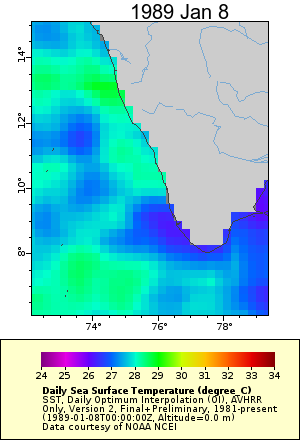 1989 Jan 8
14°
12°
10°
8°
74° 76° 78°
24 25 26 27 28 29 30 31 32 33 34
Daily Sea Surface Temperature (degree_C)
SST, Daily Optimum Interpolation (OI), AVHRR
Only, Version 2, Final+Preliminary, 1981-present
(1989-01-08T00:00:00Z, Altitude=0.0 m)
Data courtesy of NOAA NCEI